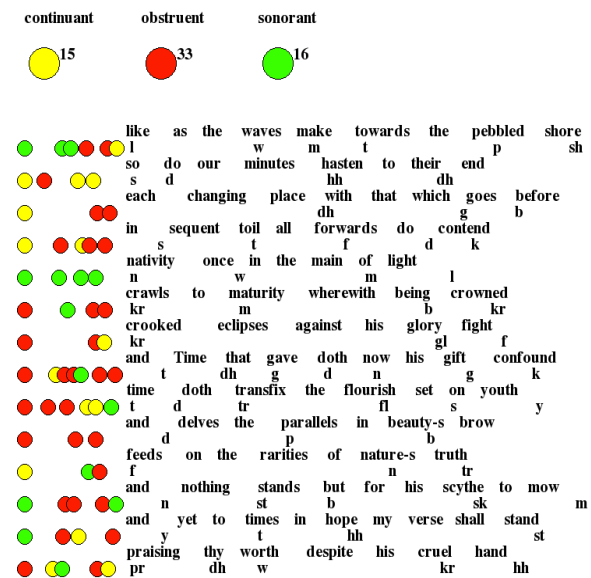 continuant obstruent sonorant
15 33 16
like as the waves make towards the pebbled shore
l w m t p sh
so do our minutes hasten to their end
s d hh dh
each changing place with that which goes before
dh g b
in sequent toil all forwards do contend
s t f d k
nativity once in the main of light
n w m l
crawls to maturity wherewith being crowned
kr m b kr
crooked eclipses against his glory fight
kr gl f
and Time that gave doth now his gift confound
t dh g d n g k
time doth transfix the flourish set on youth
t d tr fl s y
and delves the parallels in beauty-s brow
d p b
feeds on the rarities of nature-s truth
f n tr
and nothing stands but for his scythe to mow
n st b sk m
and yet to times in hope my verse shall stand
y t hh st
praising thy worth despite his cruel hand
pr dh w kr hh